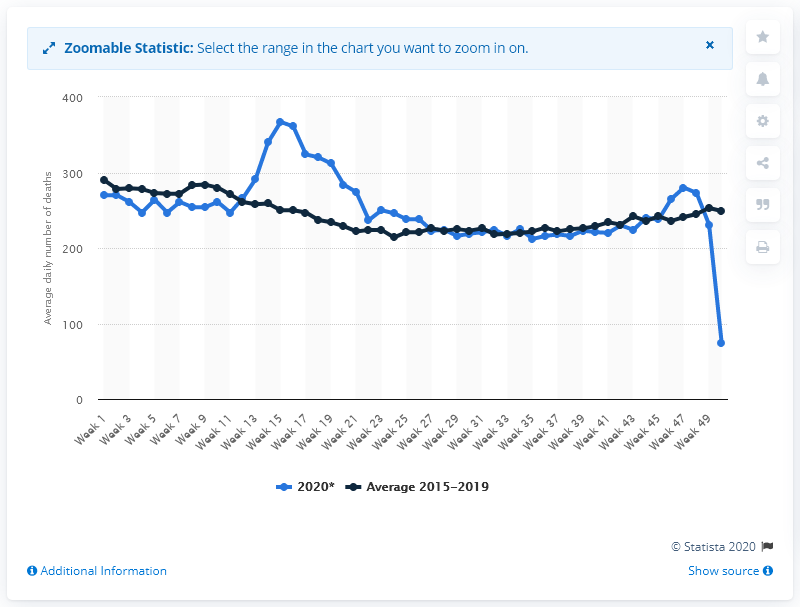 Zoomable Statistic: Select the range in the chart you want to zoom in on.
×
400
300
200
100
0
Average daily number of deaths
Week 1
Week 3
Week 5
Week 7
Week 9
Week 11
Week 13
Week 15
Week 17
Week 19
Week 21
Week 23
Week 25
Week 27
Week 29
Week 31
Week 33
Week 35
Week 37
Week 39
Week 41
Week 43
Week 45
Week 47
Week 49
2020*
Average 2015–2019
© Statista 2020
Additional Information
Show source